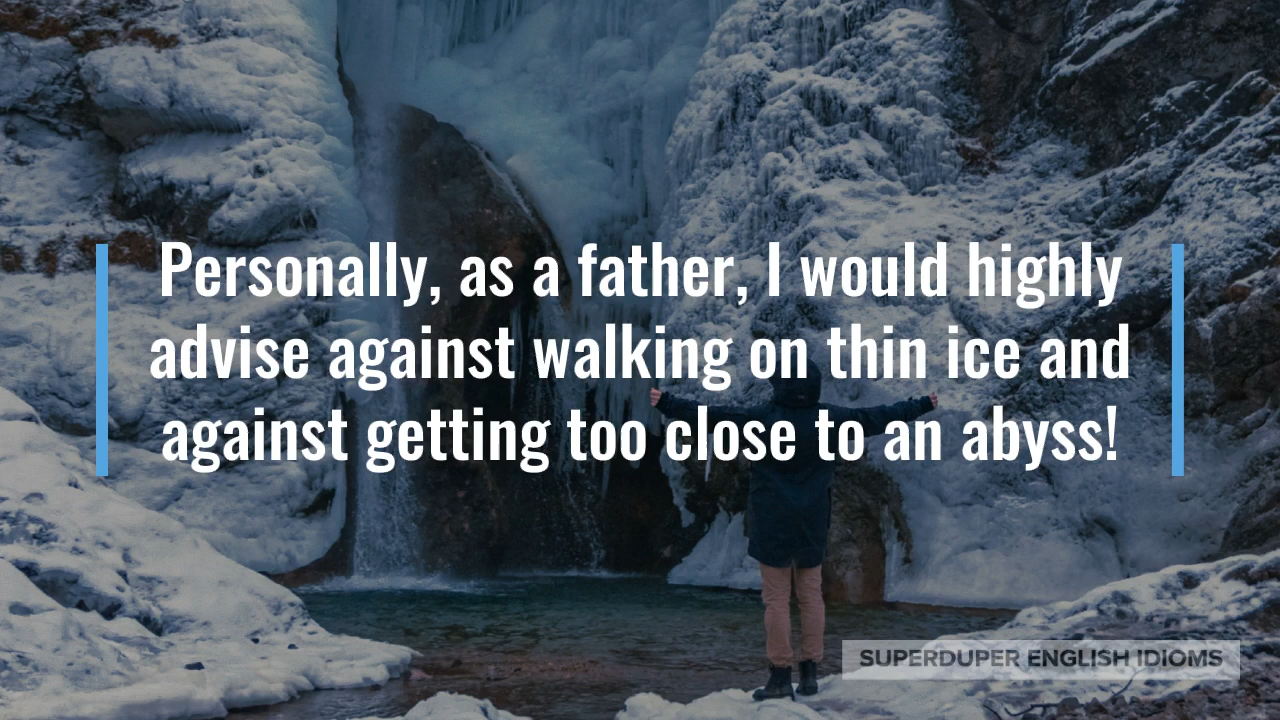 Personally, as a father, I would highly
advise against walking on thin ice and
against getting too close to an abyss!
SUPERDUPER ENGLISH IDIOMS